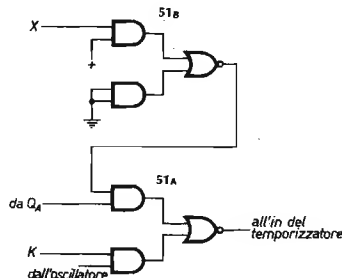 51B
X
+
51A
da QA
K
dall'oscillatore
all'in del
temporizzatore